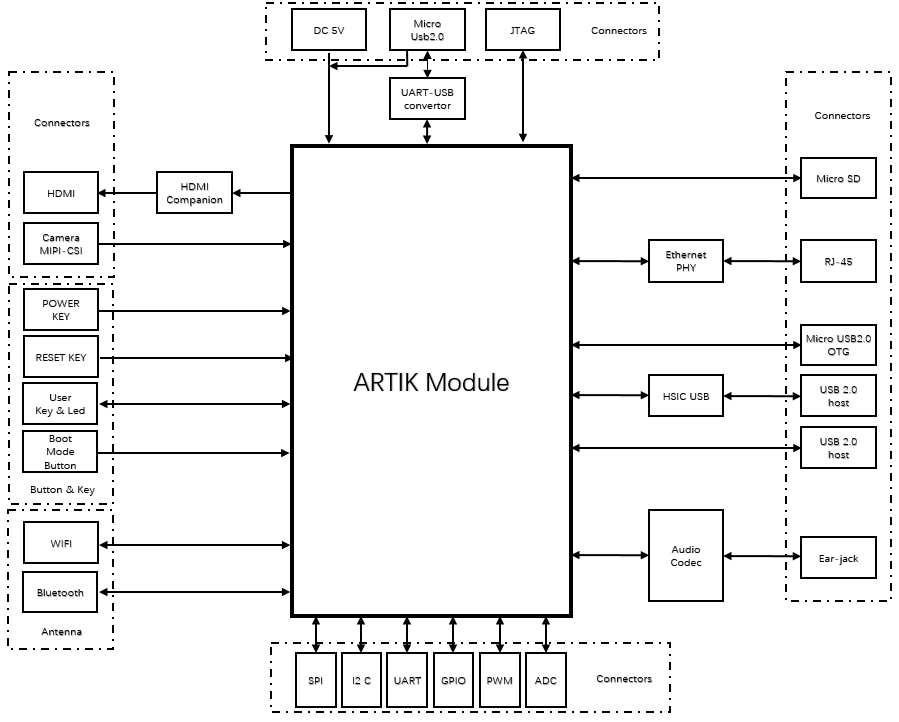 DC 5V
Micro
Usb2.0
JTAG
Connectors
UART-USB
convertor
Connectors
HDMI
HDMI
Companion
Camera
MIPI-CSI
POWER
KEY
RESET KEY
User
Key & Led
Boot
Mode
Button
Button & Key
WIFI
Bluetooth
Antenna
ARTIK Module
Connectors
Micro SD
Ethernet
PHY
RJ-45
Micro USB2.0
OTG
HSIC USB
USB 2.0
host
USB 2.0
host
Audio
Codec
Ear-jack
SPI
I2 C
UART
GPIO
PWM
ADC
Connectors